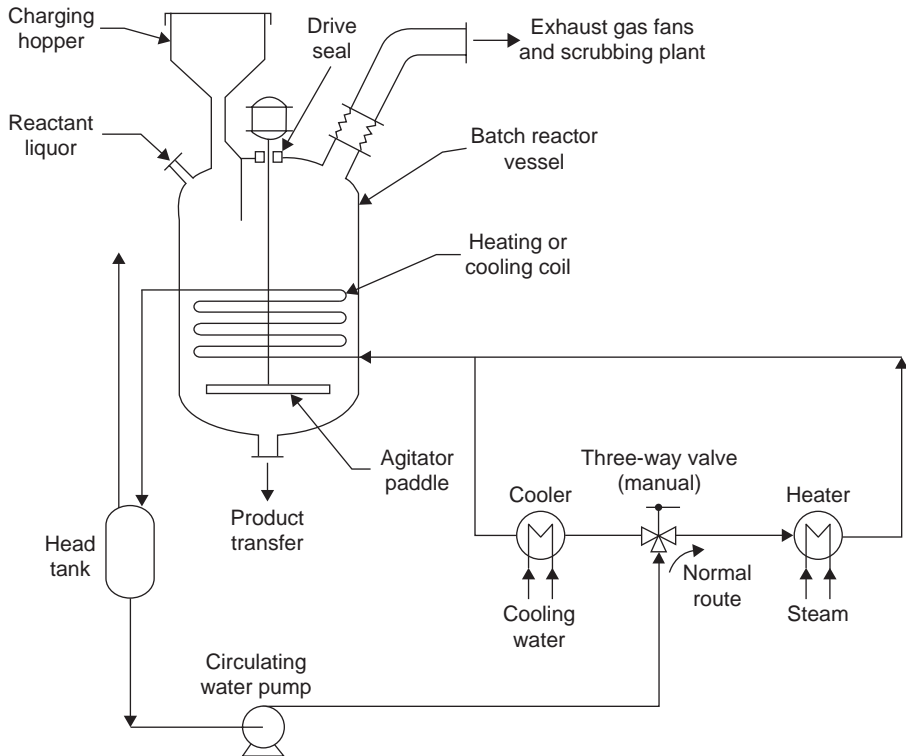 Charging
hopper
Drive
seal
Exhaust gas fans
and scrubbing plant
Reactant
liquor
Batch reactor
vessel
Heating or
cooling coil
Agitator
paddle
Product
transfer
Three-way valve
(manual)
Cooler
Heater
Head
tank
Normal
route
Cooling
water
Steam
Circulating
water pump